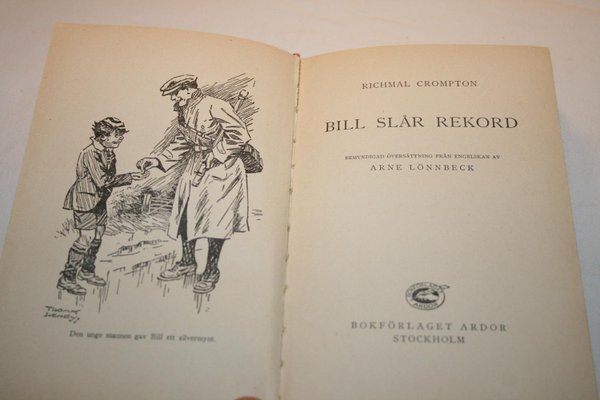 THOMAS
HENRY
Den unge mannen gav Bill ett silvermynt.
RICHMAL CROMPTON
BILL SLÅR REKORD
BEMYNDIGAD ÖVERSÄTTNING FRÅN ENGELSKAN AV
ARNE LÖNNBECK
ARDOR
BOKFÖRLAGET ARDOR
STOCKHOLM